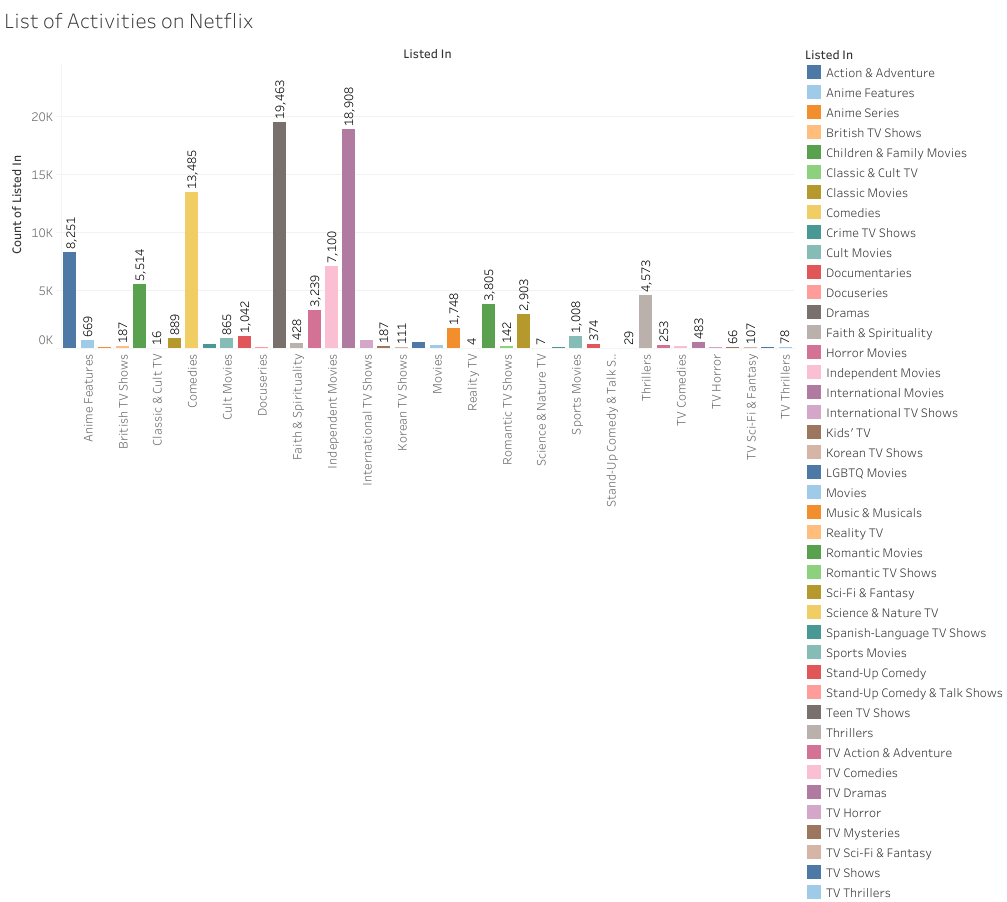 List of Activities on Netflix
Listed In
Count of Listed In
20K
15K
10K
5K
0K
8,251
669
187
5,514
16
889
13,485
865
1,042
19,463
428
3,239
7,100
18,908
187
111
1,748
4
3,805
142
2,903
7
1,008
374
29
4,573
253
483
66
107
78
Anime Features
British TV Shows
Classic & Cult TV
Comedies
Cult Movies
Docuseries
Faith & Spirituality
Independent Movies
International TV Shows
Korean TV Shows
Movies
Reality TV
Romantic TV Shows
Science & Nature TV
Sports Movies
Stand-Up Comedy & Talk S..
Thrillers
TV Comedies
TV Horror
TV Sci-Fi & Fantasy
TV Thrillers
Listed In
Action & Adventure
Anime Features
Anime Series
British TV Shows
Children & Family Movies
Classic & Cult TV
Classic Movies
Comedies
Crime TV Shows
Cult Movies
Documentaries
Docuseries
Dramas
Faith & Spirituality
Horror Movies
Independent Movies
International Movies
International TV Shows
Kids' TV
Korean TV Shows
LGBTQ Movies
Movies
Music & Musicals
Reality TV
Romantic Movies
Romantic TV Shows
Sci-Fi & Fantasy
Science & Nature TV
Spanish-Language TV Shows
Sports Movies
Stand-Up Comedy
Stand-Up Comedy & Talk Shows
Teen TV Shows
Thrillers
TV Action & Adventure
TV Comedies
TV Dramas
TV Horror
TV Mysteries
TV Sci-Fi & Fantasy
TV Shows
TV Thrillers